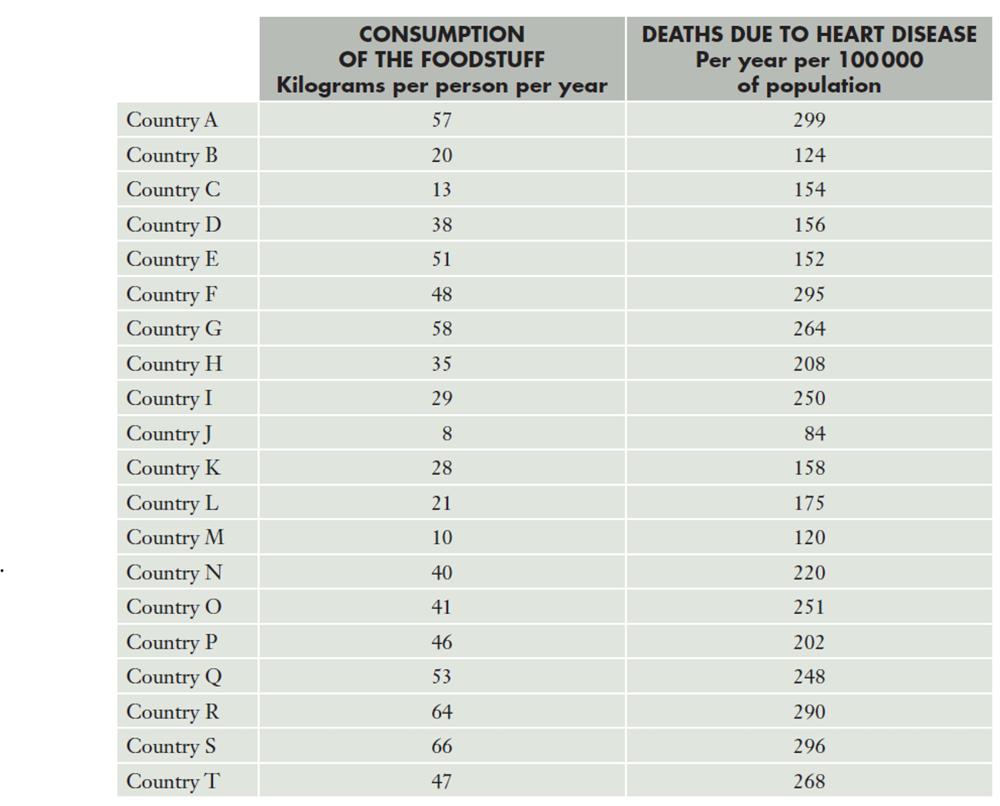 CONSUMPTION
OF THE FOODSTUFF
Kilograms per person per year
DEATHS DUE TO HEART DISEASE
Per year per 100 000
of population
Country A 57 299
Country B 20 124
Country C 13 154
Country D 38 156
Country E 51 152
Country F 48 295
Country G 58 264
Country H 35 208
Country I 29 250
Country J 8 84
Country K 28 158
Country L 21 175
Country M 10 120
Country N 40 220
Country O 41 251
Country P 46 202
Country Q 53 248
Country R 64 290
Country S 66 296
Country T 47 268